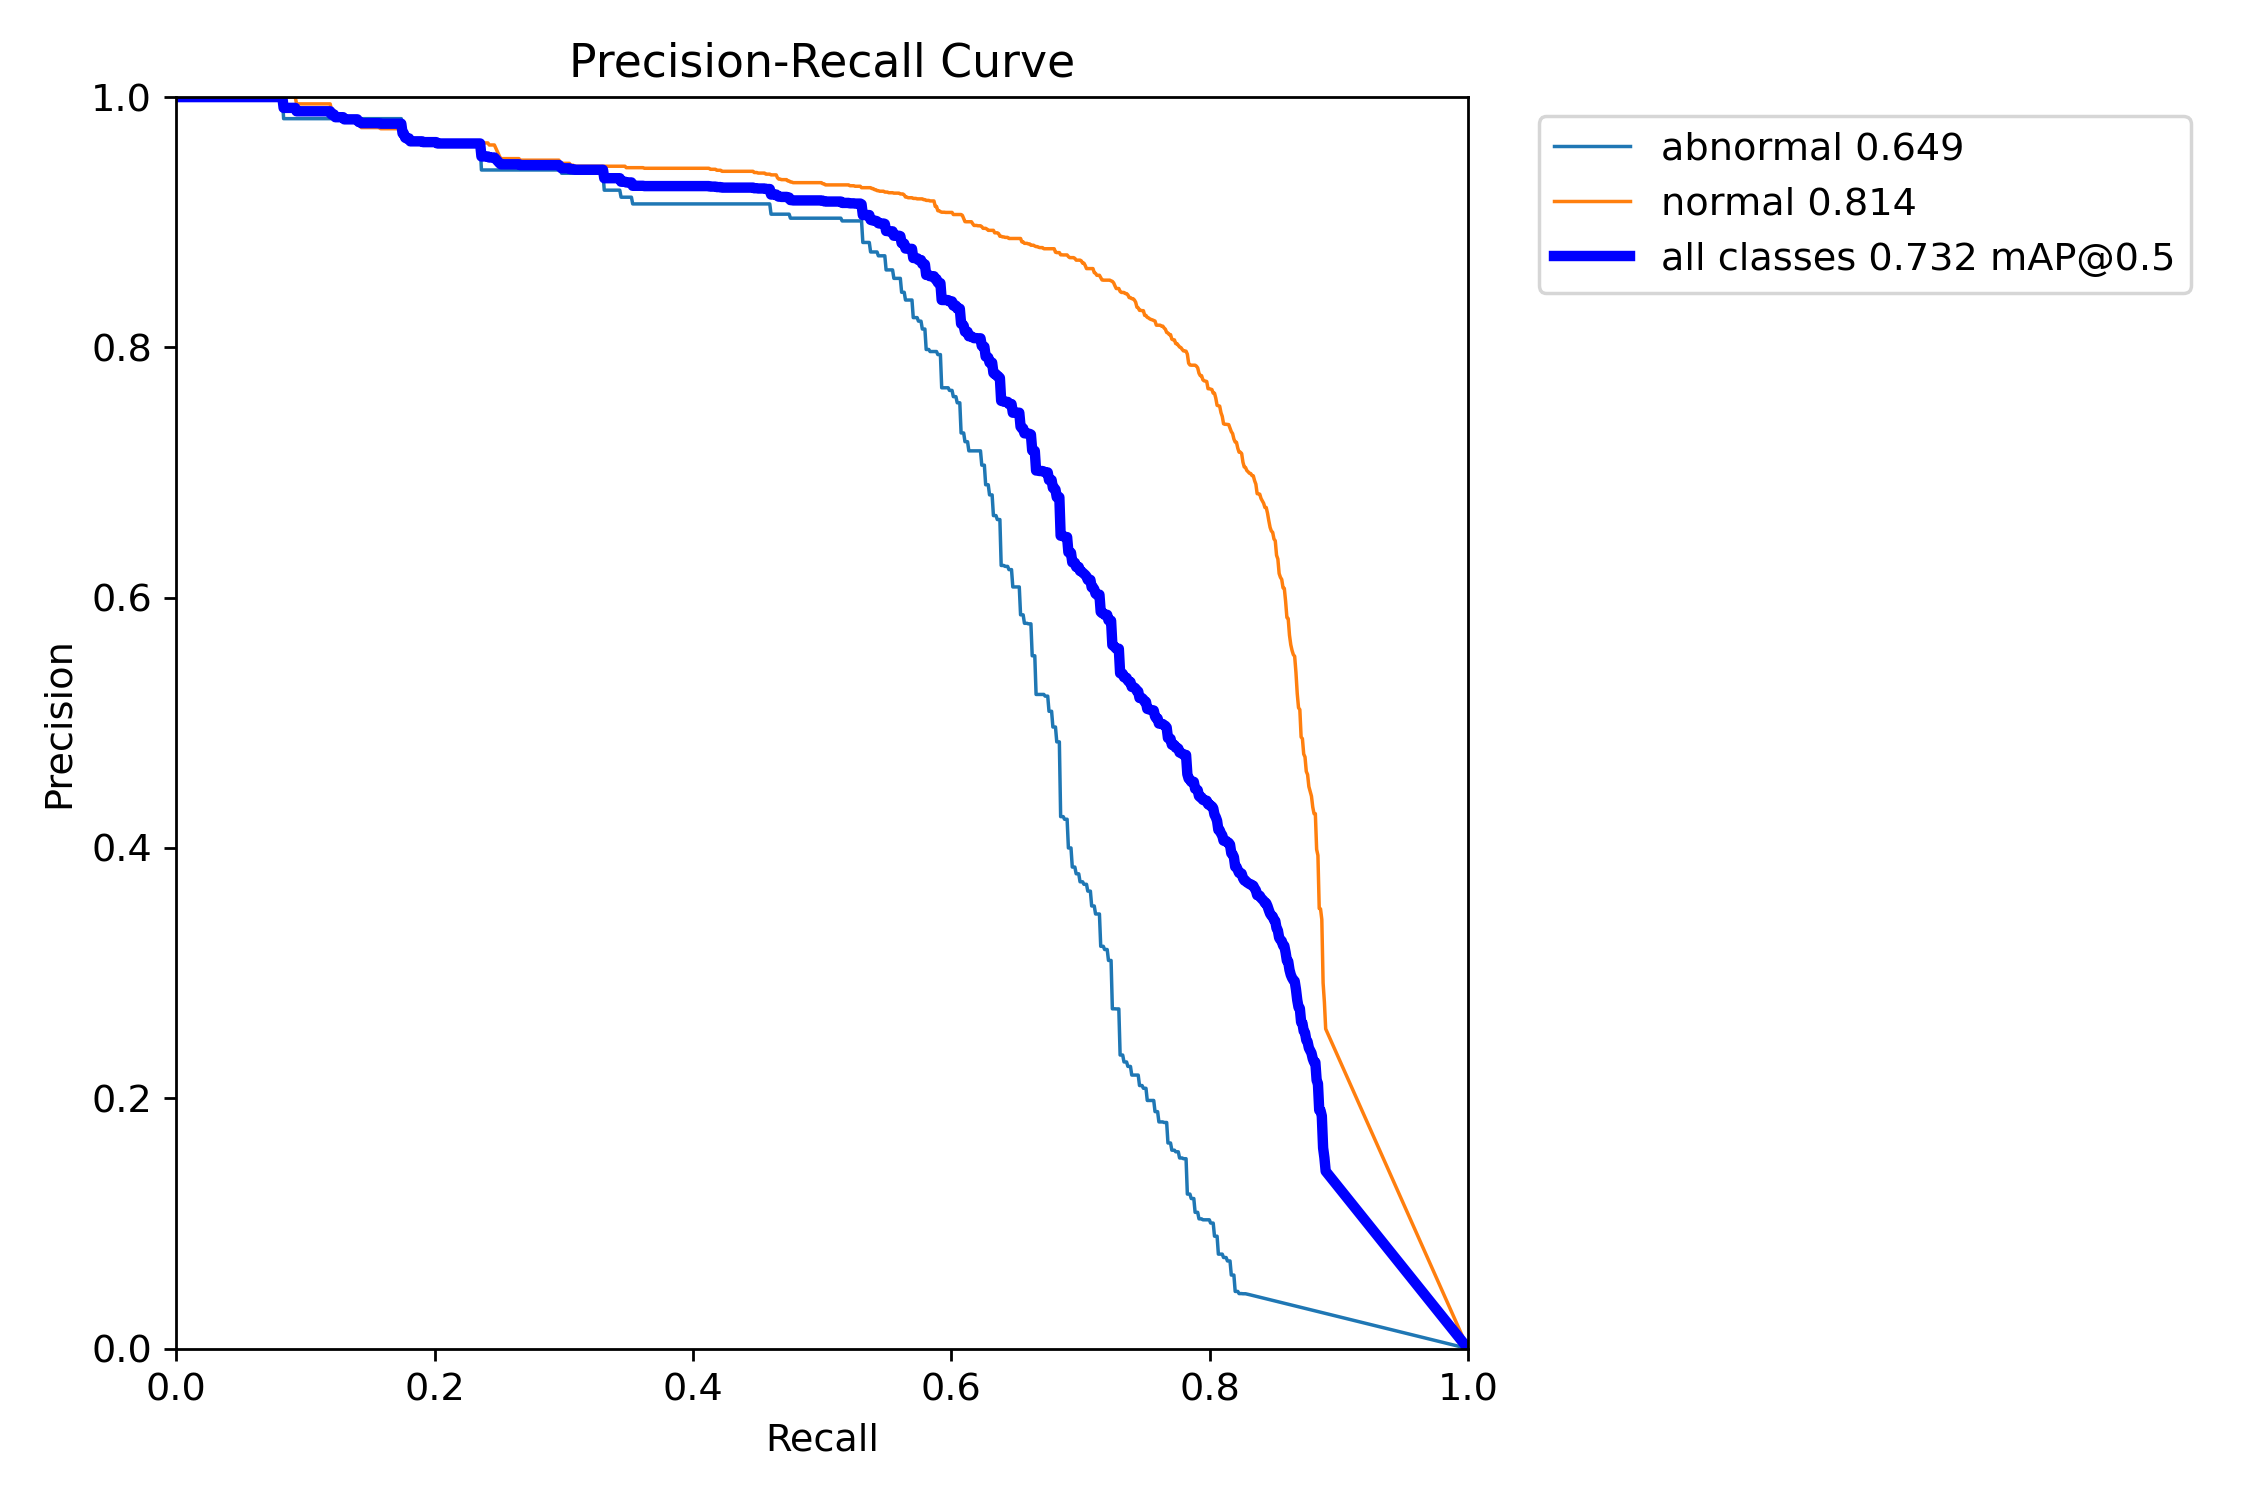 Precision-Recall Curve
abnormal 0.649
normal 0.814
all classes 0.732 mAP@0.5
1.0
0.8
0.6
0.4
0.2
0.0
Precision
0.0 0.2 0.4 0.6 0.8 1.0
Recall